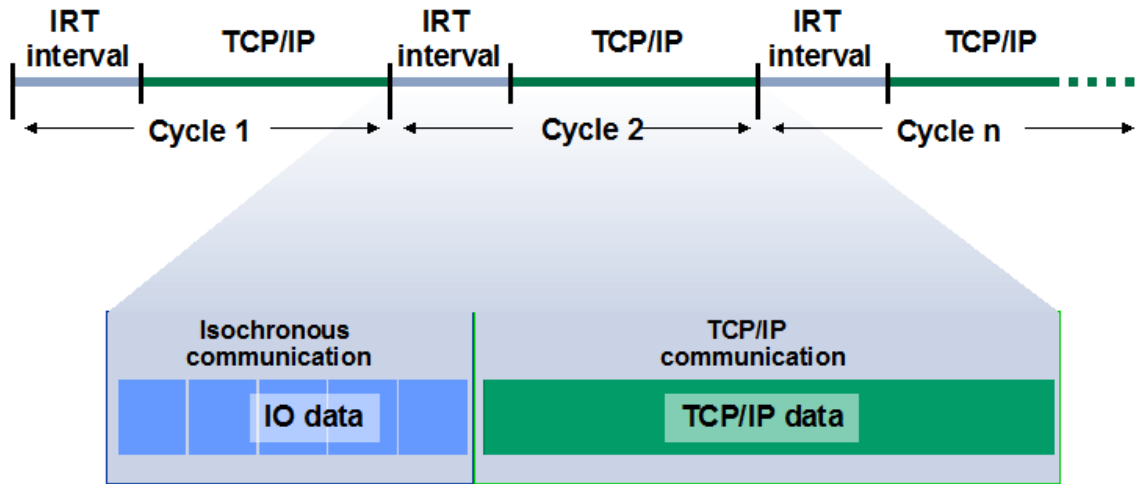 IRT
interval
TCP/IP
IRT
interval
TCP/IP
IRT
interval
TCP/IP
Cycle 1
Cycle 2
Cycle n
Isochronous
communication
TCP/IP
communication
IO data
TCP/IP data